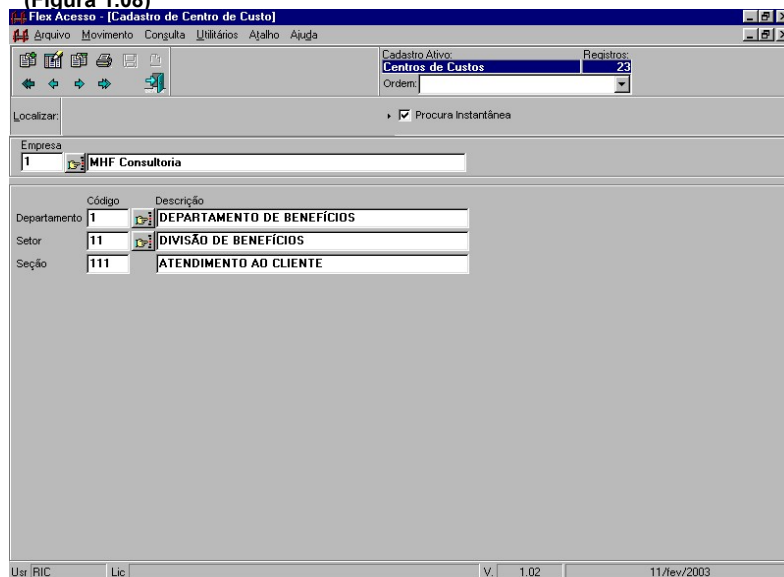 (Figura 1.08)
Flex Acesso - [Cadastro de Centro de Custo]
Arquivo Movimento Consulta Utilitários Atalho Ajuda
Cadastro Ativo: Registros:
Centros de Custos 23
Ordem:
Localizar: Procura Instantânea
Empresa
1 MHF Consultoria
Código Descrição
Departamento 1 DEPARTAMENTO DE BENEFÍCIOS
Setor 11 DIVISÃO DE BENEFÍCIOS
Seção 111 ATENDIMENTO AO CLIENTE
Usr RIC Lic V. 1.02 11/fev/2003